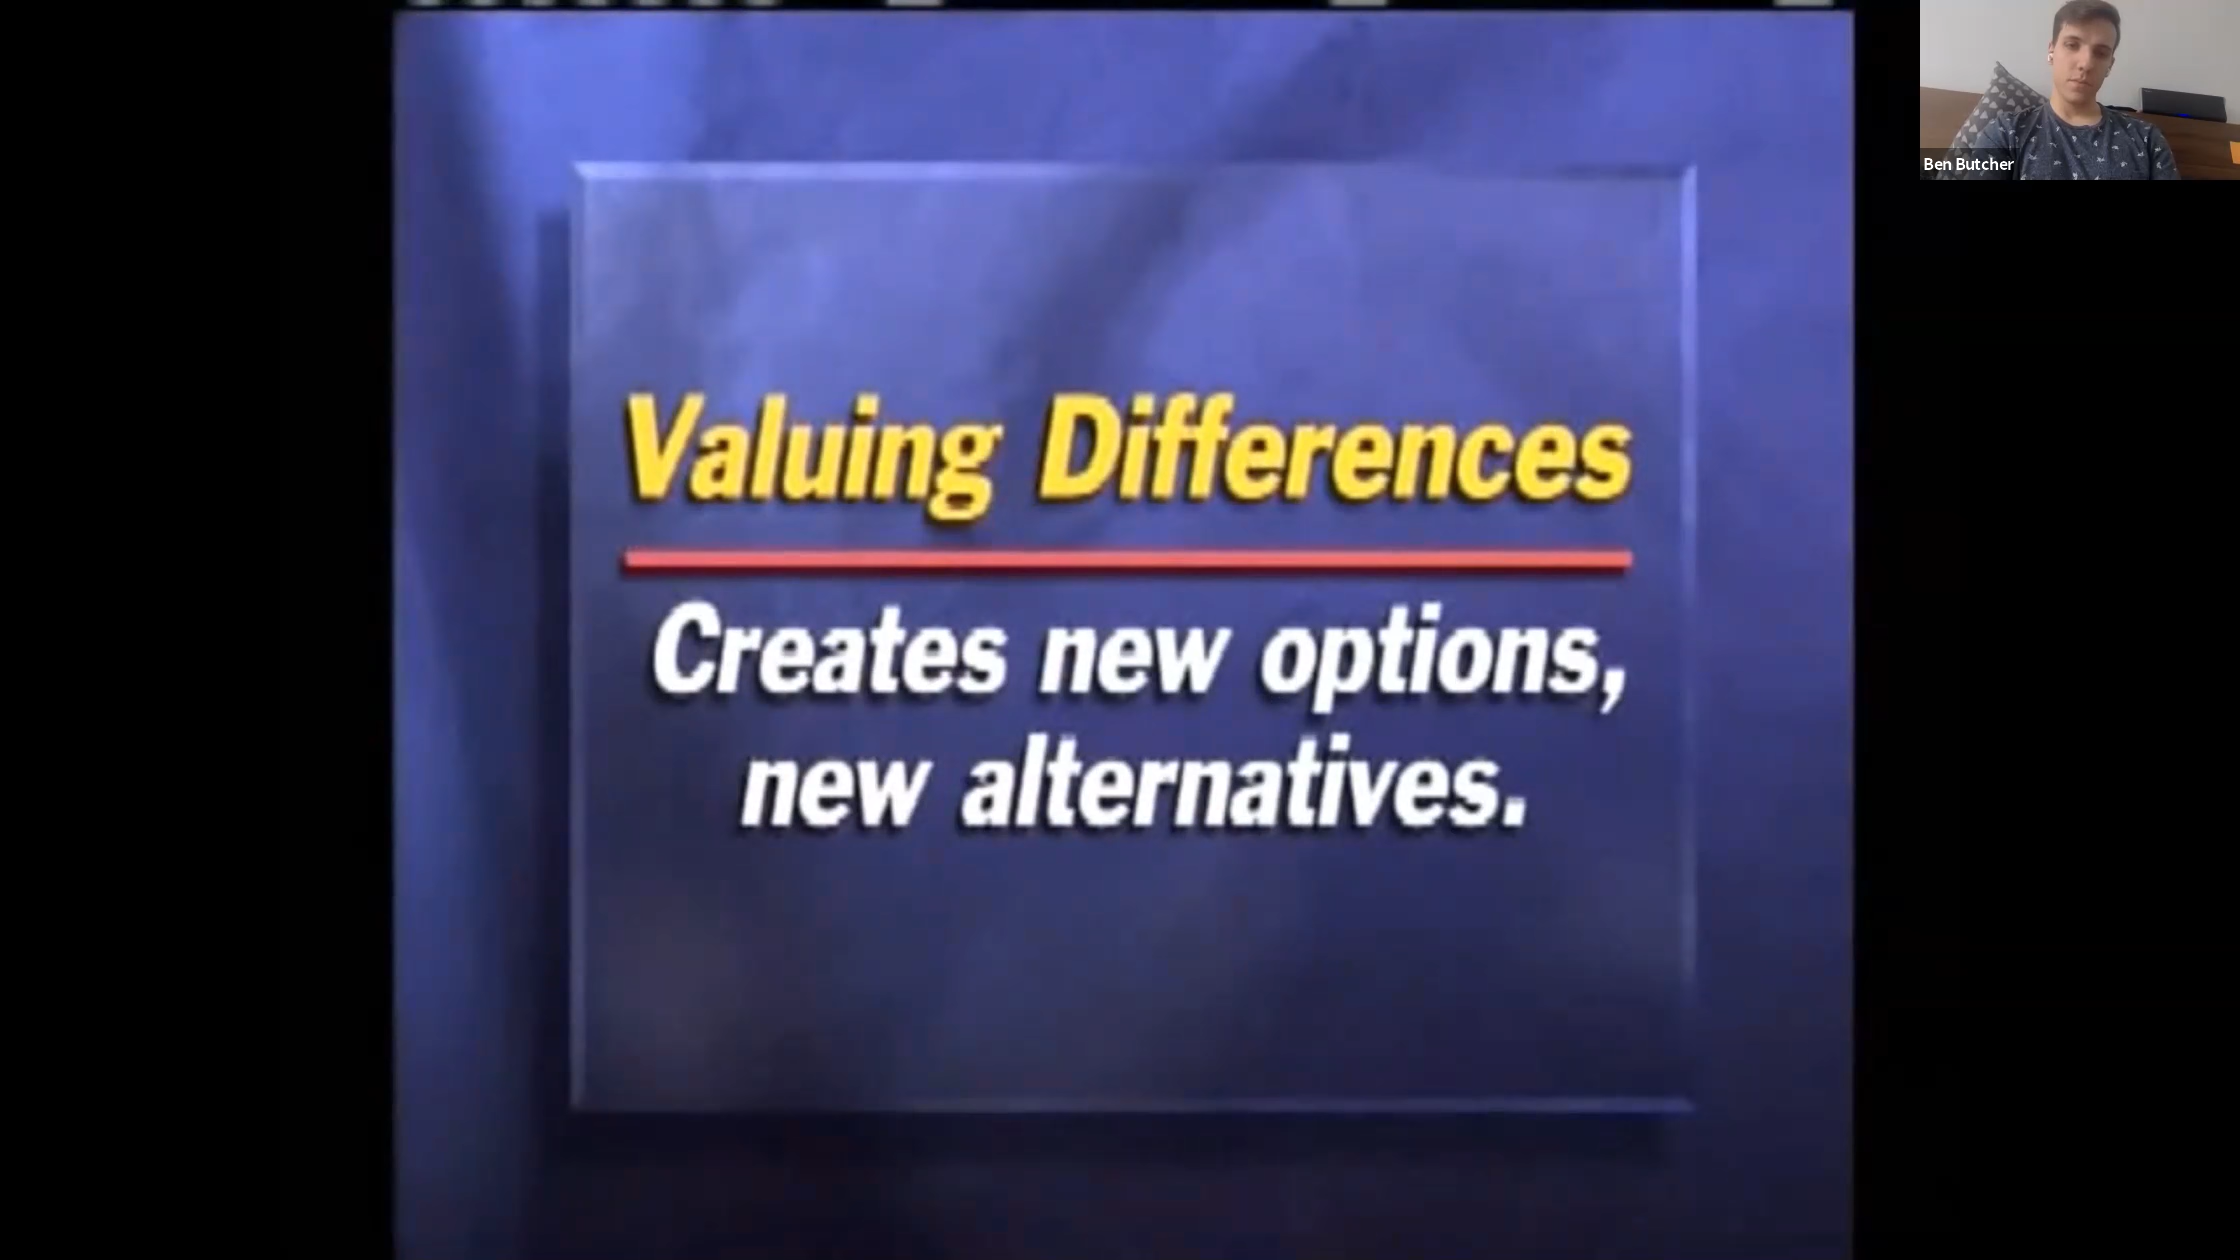 Valuing Differences
Creates new options,
new alternatives.
Ben Butcher